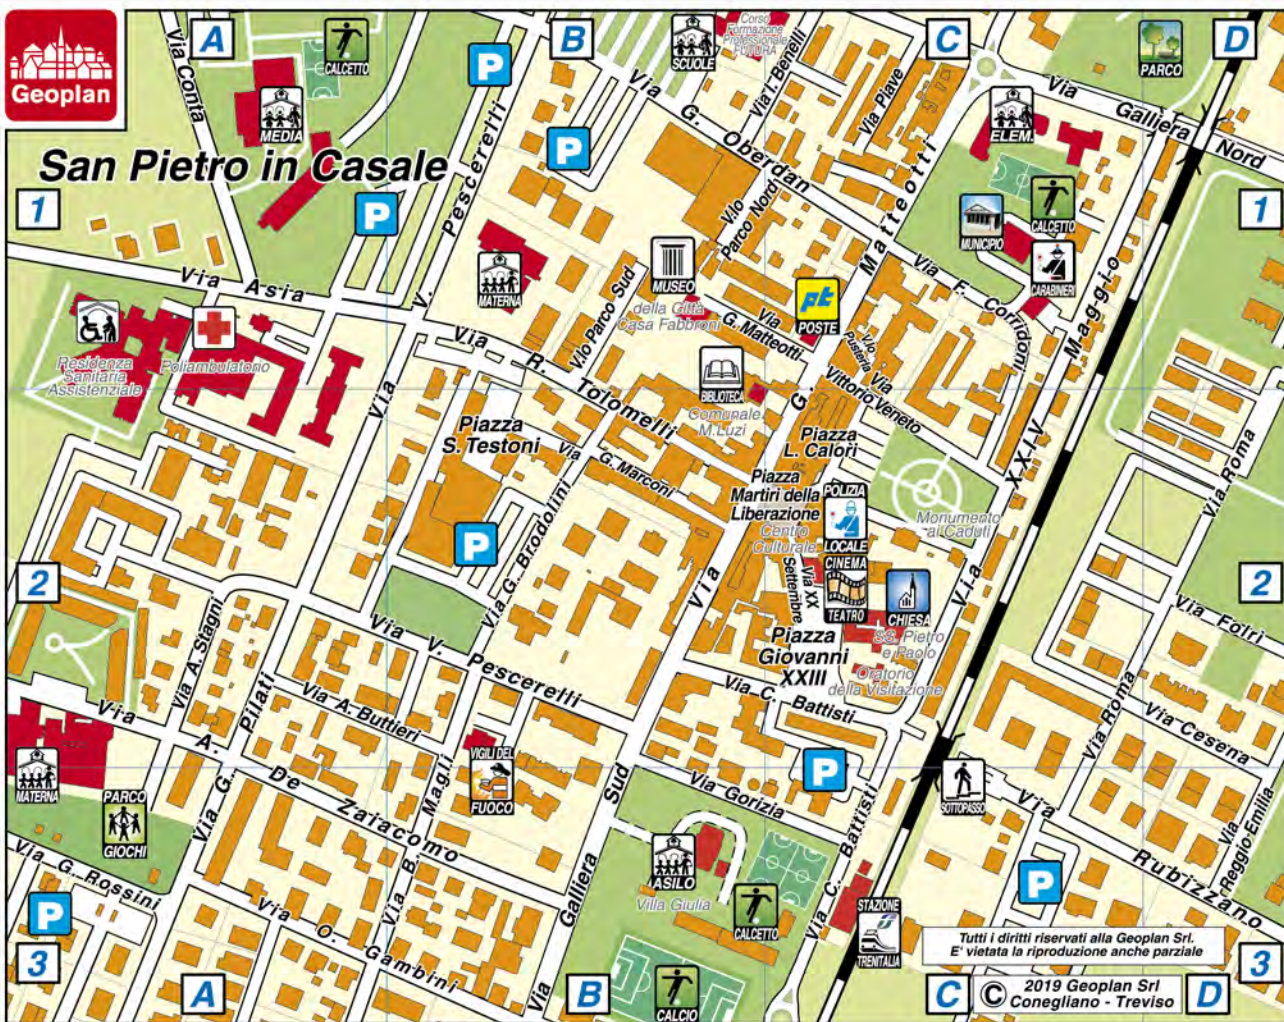 Geoplan
San Pietro in Casale
A
B
C
D
1
1
2
2
3
3
A
B
C
D
CALCETTO
MEDIA
P
P
P
SCUOLE
Corso
Formazione
Professionale
FUTURA
PARCO
ELEM.
CALCETTO
MUNICIPIO
CARABINIERI
MATERNA
MUSEO
della Città
Casa Fabbroni
pt
POSTE
BIBLIOTECA
Comunale
M.Luzi
Residenza
Sanitaria
Assistenziale
Poliambulatorio
Via Conta
V. Pescerelli
Via Asia
Via G. Oberdan
Via I. Benelli
Via Piave
Via Galliera Nord
V.lo Parco Nord
V.lo Parco Sud
Via G. Matteotti
Matteotti
Via F. Corridoni
V.lo Pusteria
Via Vittorio Veneto
Via XXIV Maggio
Via R. Tolomelli
Piazza
S. Testoni
Via G. Marconi
Via
P
Via G. Brodolini
Piazza
L. Calori
Piazza
Martiri della
Liberazione
Centro
Culturale
POLIZIA
LOCALE
CINEMA
TEATRO
CHIESA
SS. Pietro
e Paolo
Oratorio
della Visitazione
Monumento
ai Caduti
Via XX
Settembre
Piazza
Giovanni
XXIII
Via G.
Via Roma
Via Folri
Via Roma
Via Cesena
Via Reggio Emilia
Via Rubizzano
SOTTOPASSO
P
Via A. Stagni
Via G. Pilati
Via V. Pescerelli
Via A. Buttieri
Via A. De Zaiacomo
Via B. Magli
VIGILI DEL
FUOCO
MATERNA
PARCO
GIOCHI
Via G. Rossini
P
Via O. Gambini
Via Galliera Sud
Via C. Battisti
P
Via Gorizia
ASILO
Villa Giulia
CALCETTO
CALCIO
Via C. Battisti
STAZIONE
TRENITALIA
Tutti i diritti riservati alla Geoplan Srl.
E' vietata la riproduzione anche parziale
© 2019 Geoplan Srl
Conegliano - Treviso